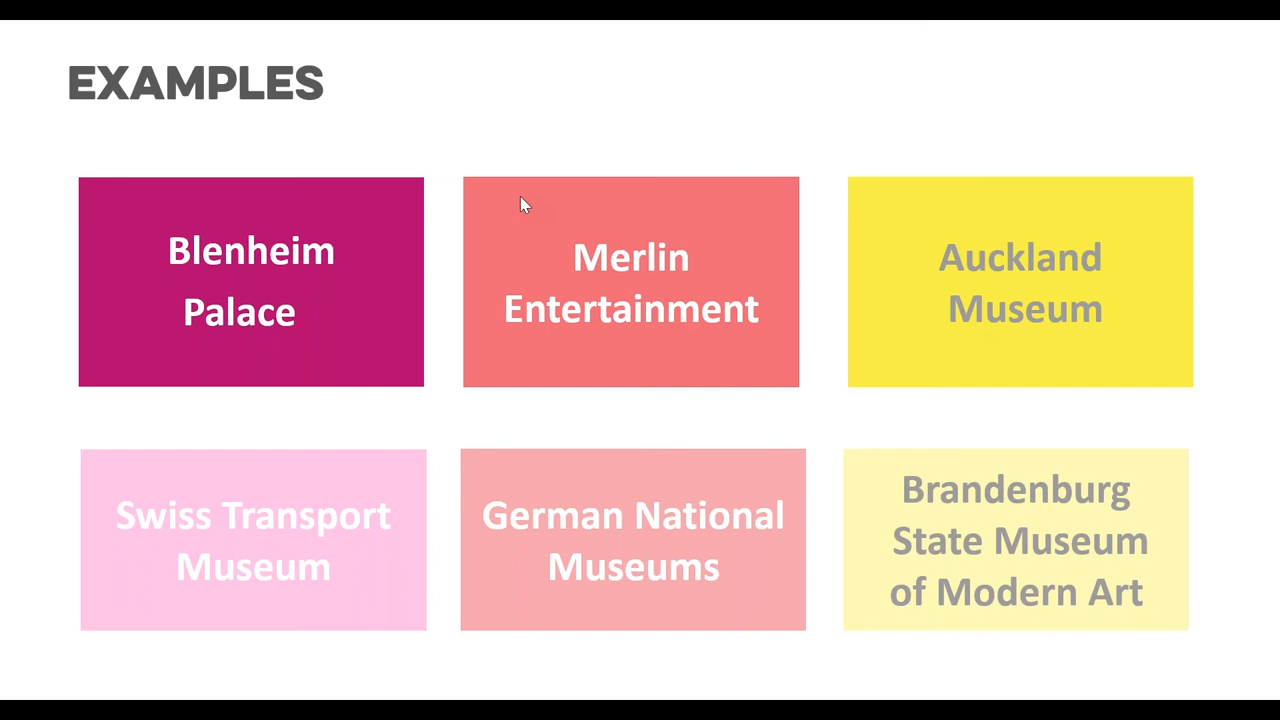 EXAMPLES
Blenheim
Palace
Merlin
Entertainment
Auckland
Museum
Swiss Transport
Museum
German National
Museums
Brandenburg
State Museum
of Modern Art